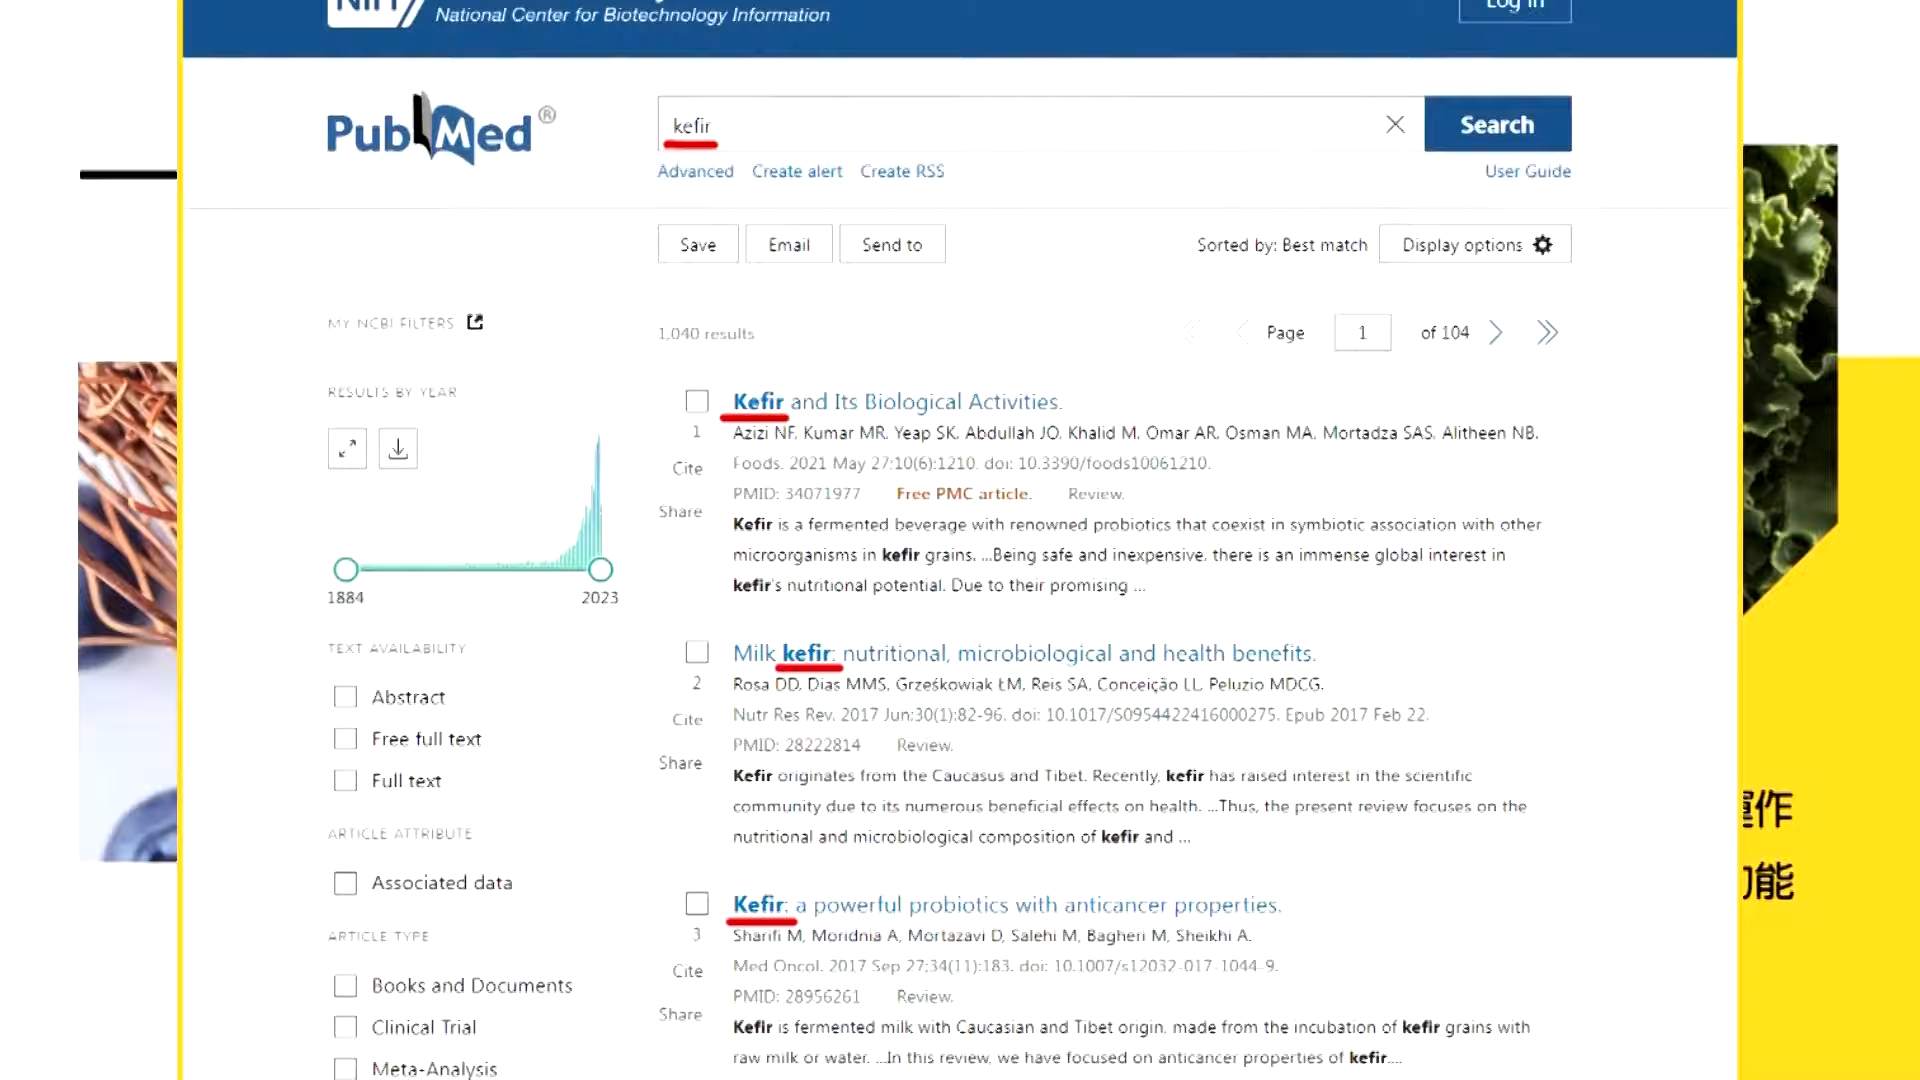 National Center for Biotechnology Information
Log in
PubMed®
kefir
Search
Advanced
Create alert
Create RSS
User Guide
Save
Email
Send to
Sorted by: Best match
Display options
MY NCBI FILTERS
1,040 results
Page
1
of 104
RESULTS BY YEAR
1884
2023
TEXT AVAILABILITY
Abstract
Free full text
Full text
ARTICLE ATTRIBUTE
Associated data
ARTICLE TYPE
Books and Documents
Clinical Trial
Meta-Analysis
Kefir and Its Biological Activities.
1
Azizi NF, Kumar MR, Yeap SK, Abdullah JO, Khalid M, Omar AR, Osman MA, Mortadza SAS, Alitheen NB.
Cite
Foods. 2021 May 27;10(6):1210. doi: 10.3390/foods10061210.
PMID: 34071977
Free PMC article.
Review.
Share
Kefir is a fermented beverage with renowned probiotics that coexist in symbiotic association with other
microorganisms in kefir grains. ...Being safe and inexpensive, there is an immense global interest in
kefir's nutritional potential. Due to their promising ...
Milk kefir: nutritional, microbiological and health benefits.
2
Rosa DD, Dias MMS, Grześkowiak ŁM, Reis SA, Conceição LL, Peluzio MDCG.
Cite
Nutr Res Rev. 2017 Jun;30(1):82-96. doi: 10.1017/S0954422416000275. Epub 2017 Feb 22.
PMID: 28222814
Review.
Share
Kefir originates from the Caucasus and Tibet. Recently, kefir has raised interest in the scientific
community due to its numerous beneficial effects on health. ...Thus, the present review focuses on the
nutritional and microbiological composition of kefir and ...
Kefir: a powerful probiotics with anticancer properties.
3
Sharifi M, Moridnia A, Mortazavi D, Salehi M, Bagheri M, Sheikhi A.
Cite
Med Oncol. 2017 Sep 27;34(11):183. doi: 10.1007/s12032-017-1044-9.
PMID: 28956261
Review.
Share
Kefir is fermented milk with Caucasian and Tibet origin, made from the incubation of kefir grains with
raw milk or water. ...In this review, we have focused on anticancer properties of kefir....
運作
功能